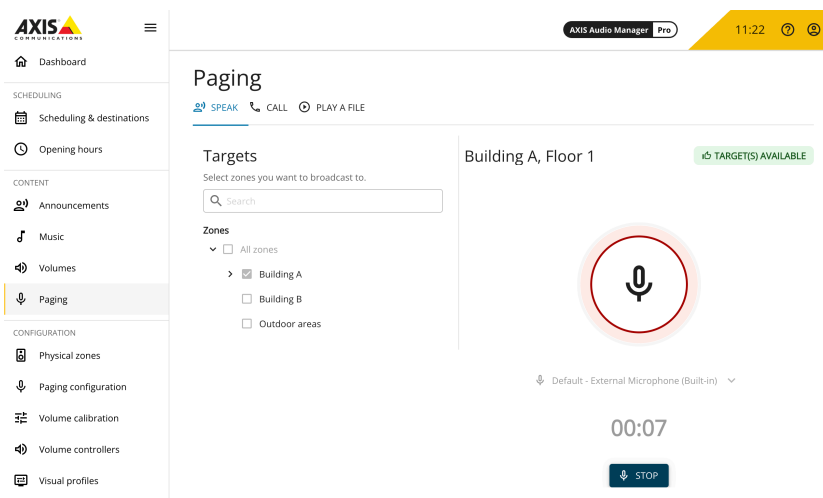 AXIS
COMMUNICATIONS
AXIS Audio Manager Pro
11:22
Dashboard
SCHEDULING
Scheduling & destinations
Opening hours
CONTENT
Announcements
Music
Volumes
Paging
CONFIGURATION
Physical zones
Paging configuration
Volume calibration
Volume controllers
Visual profiles
Paging
SPEAK CALL PLAY A FILE
Targets
Select zones you want to broadcast to.
Search
Zones
All zones
Building A
Building B
Outdoor areas
Building A, Floor 1
TARGET(S) AVAILABLE
Default - External Microphone (Built-in)
00:07
STOP